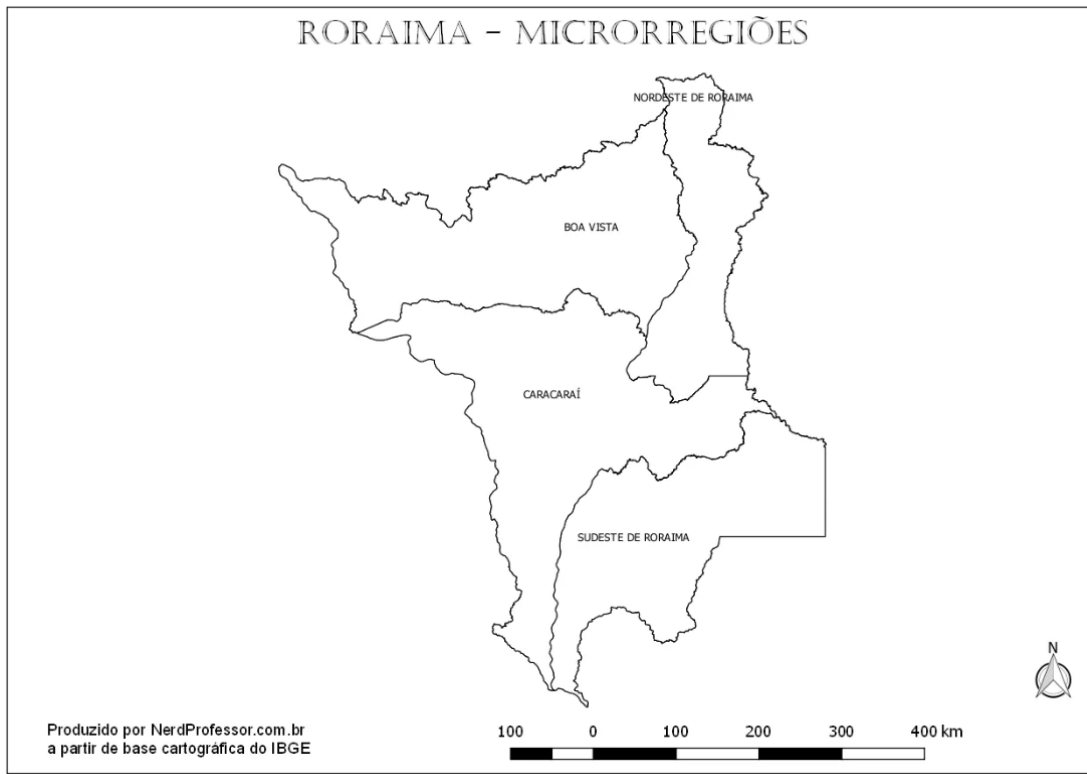 RORAIMA - MICRORREGIÕES
NORDESTE DE RORAIMA
BOA VISTA
CARACARAÍ
SUDESTE DE RORAIMA
N
Produzido por NerdProfessor.com.br
a partir de base cartográfica do IBGE
100 0 100 200 300 400 km